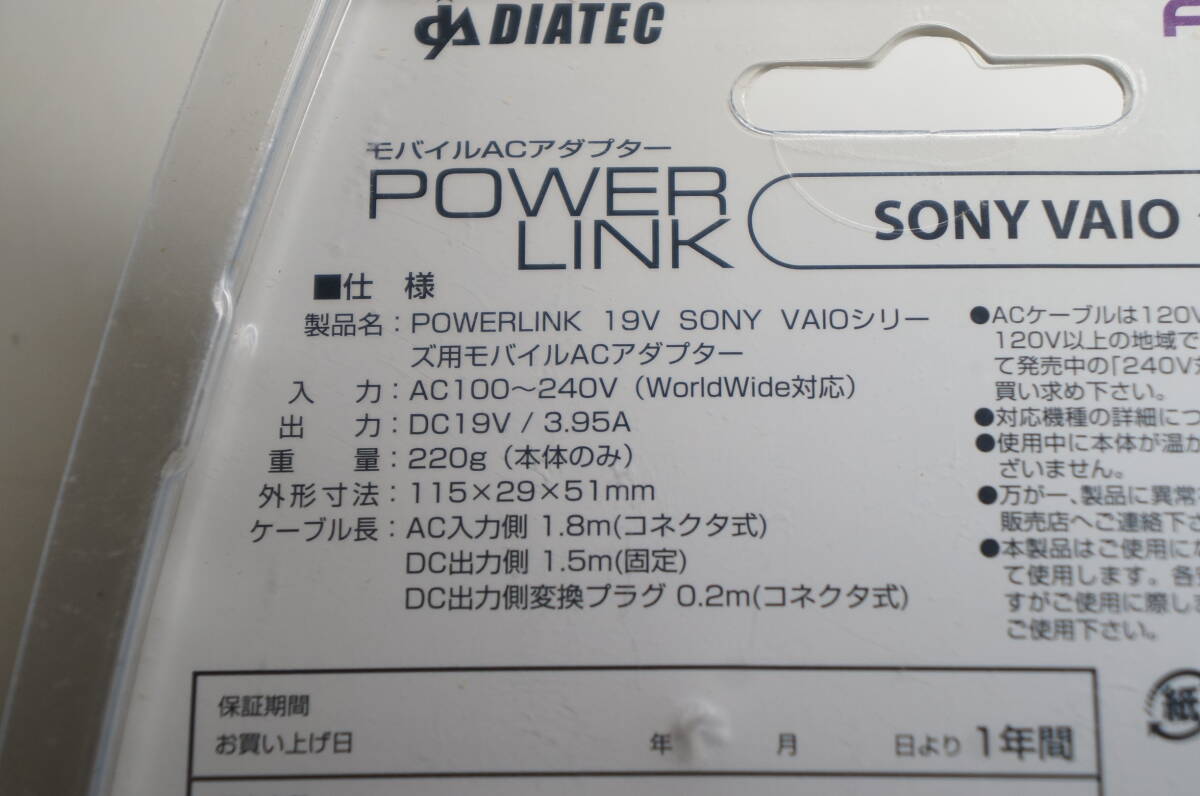 DIATEC
モバイルACアダプター
POWER
LINK
SONY VAIO
■仕 様
製品名：POWERLINK 19V SONY VAIOシリー
ズ用モバイルACアダプター
入 力：AC100～240V（WorldWide対応）
出 力：DC19V / 3.95A
重 量：220g（本体のみ）
外形寸法：115×29×51mm
ケーブル長：AC入力側 1.8m(コネクタ式)
DC出力側 1.5m(固定)
DC出力側変換プラグ 0.2m(コネクタ式)
●ACケーブルは120V
120V以上の地域で
て発売中の「240V
買い求め下さい。
●対応機種の詳細につ
●使用中に本体が温か
ざいません。
●万が一、製品に異常
販売店へご連絡下さ
●本製品はご使用にた
て使用します。各
すがご使用に際し
ご使用下さい。
紙
保証期間
お買い上げ日 年 月 日より 1年間